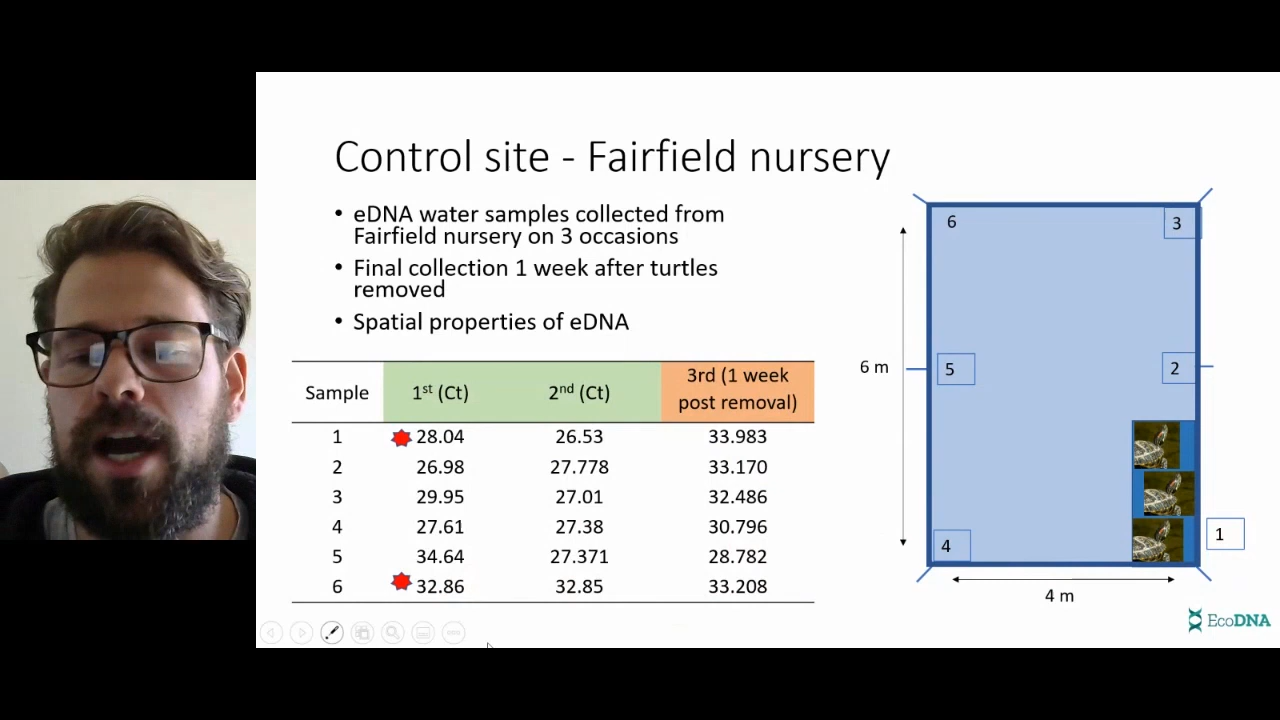 Control site - Fairfield nursery
• eDNA water samples collected from
Fairfield nursery on 3 occasions
• Final collection 1 week after turtles
removed
• Spatial properties of eDNA
Sample 1st (Ct) 2nd (Ct) 3rd (1 week post removal)
1 28.04 26.53 33.983
2 26.98 27.778 33.170
3 29.95 27.01 32.486
4 27.61 27.38 30.796
5 34.64 27.371 28.782
6 32.86 32.85 33.208
6 3
6 m 5 2
4 1
4 m
EcoDNA